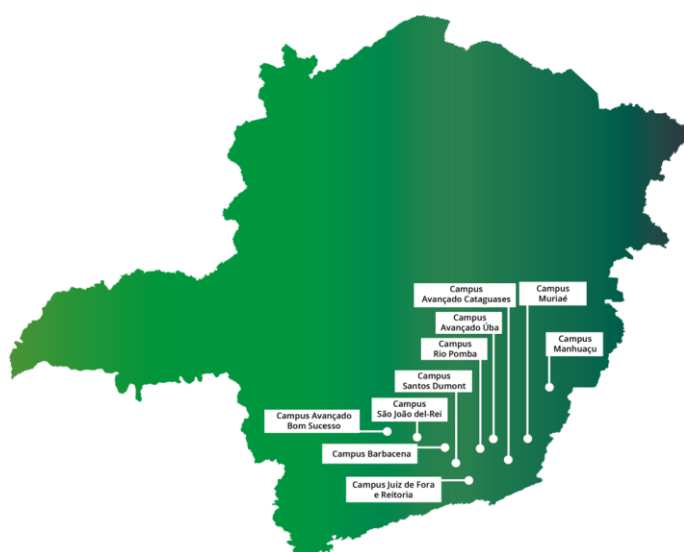 Campus
Avançado Cataguases
Campus
Muriaé
Campus
Avançado Úba
Campus
Rio Pomba
Campus
Manhuaçu
Campus
Santos Dumont
Campus
São João del-Rei
Campus Avançado
Bom Sucesso
Campus Barbacena
Campus Juiz de Fora
e Reitoria